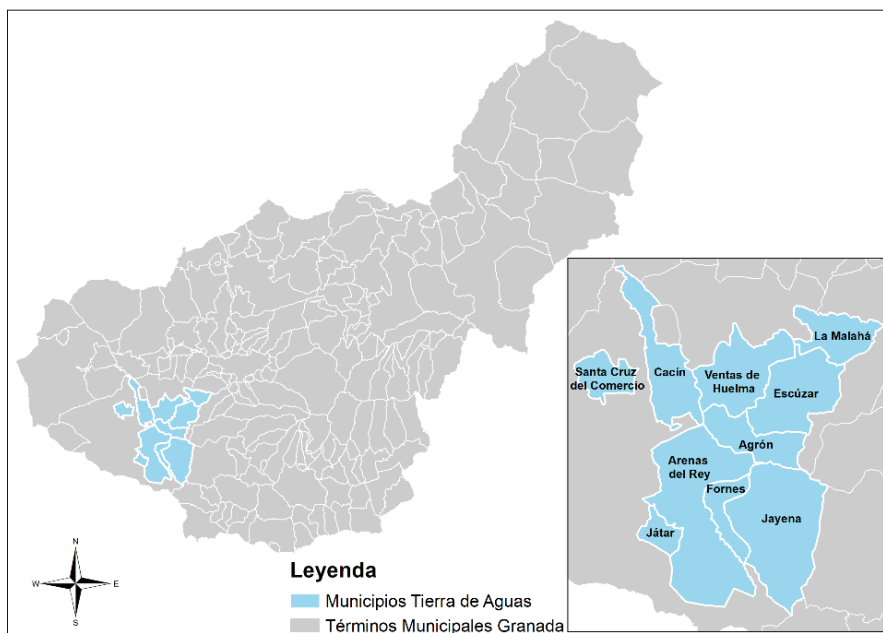 La Malahá
Santa Cruz
del Comercio
Cacín
Ventas de
Huelma
Escúzar
Agrón
Arenas
del Rey
Fornes
Jayena
Játar
N
W
E
S
Leyenda
Municipios Tierra de Aguas
Términos Municipales Granada